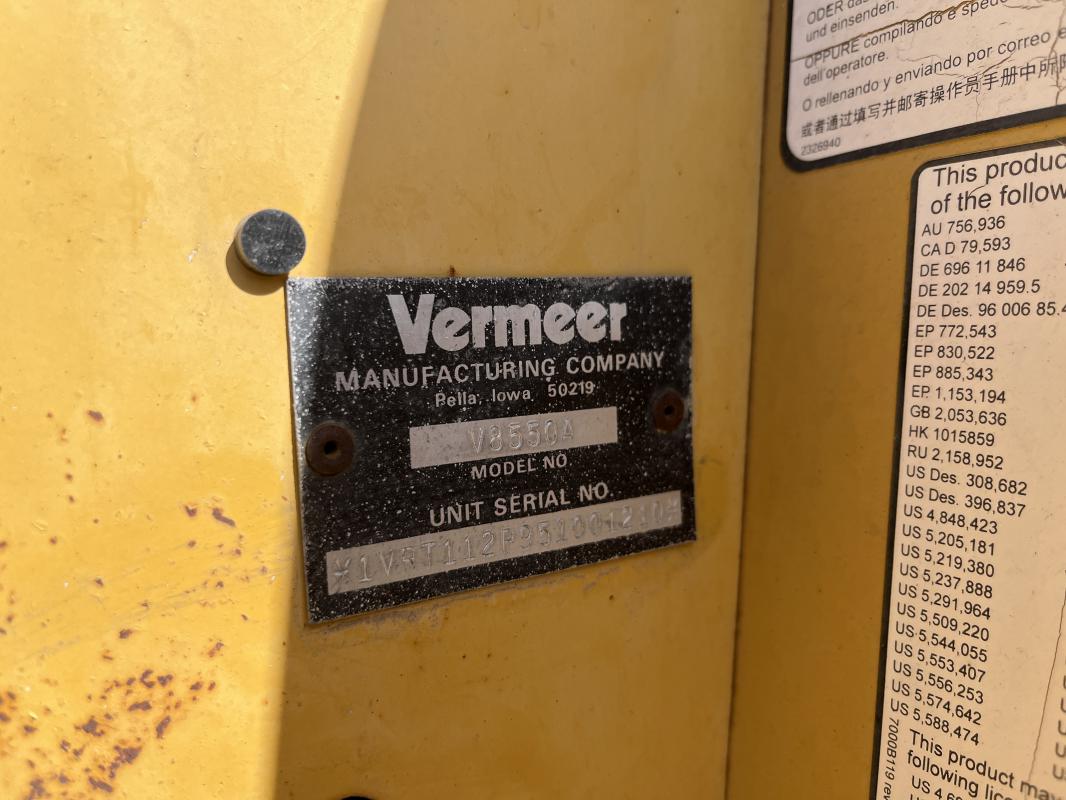 Vermeer
MANUFACTURING COMPANY
Pella, Iowa 50219
V8550A
MODEL NO.
UNIT SERIAL NO.
ODER das
und einsenden.
OPPURE compilando e
dell'operatore.
O rellenando y enviando por correo
或者通过填写并邮寄操作员手册中所
2326940
This
of the
AU 756,936
CA D 79,593
DE 696 11 846
DE 202 14 959.5
DE Des. 96 006 85.4
EP 772,543
EP 830,522
EP 885,343
EP 1,153,194
GB 2,053,636
HK 1015859
RU 2,158,952
US Des. 308,682
US Des. 396,837
US 4,848,423
US 5,205,181
US 5,219,380
US 5,237,888
US 5,291,964
US 5,509,220
US 5,544,055
US 5,553,407
US 5,556,253
US 5,574,642
US 5,588,474
7000B119
This product may
following